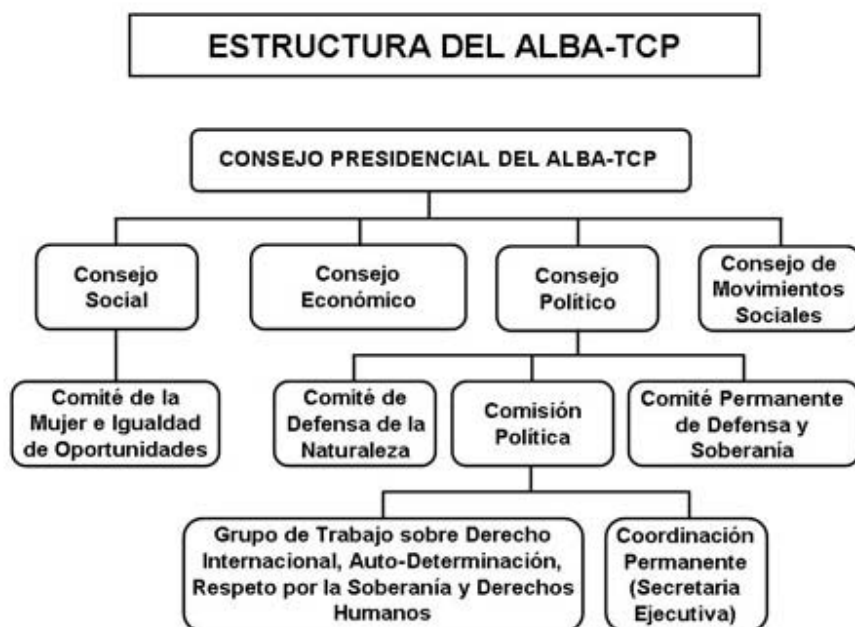 ESTRUCTURA DEL ALBA-TCP
CONSEJO PRESIDENCIAL DEL ALBA-TCP
Consejo
Social
Consejo
Económico
Consejo
Político
Consejo de
Movimientos
Sociales
Comité de la
Mujer e Igualdad
de Oportunidades
Comité de
Defensa de la
Naturaleza
Comisión
Política
Comité Permanente
de Defensa y
Soberanía
Grupo de Trabajo sobre Derecho
Internacional, Auto-Determinación,
Respeto por la Soberanía y Derechos
Humanos
Coordinación
Permanente
(Secretaria
Ejecutiva)